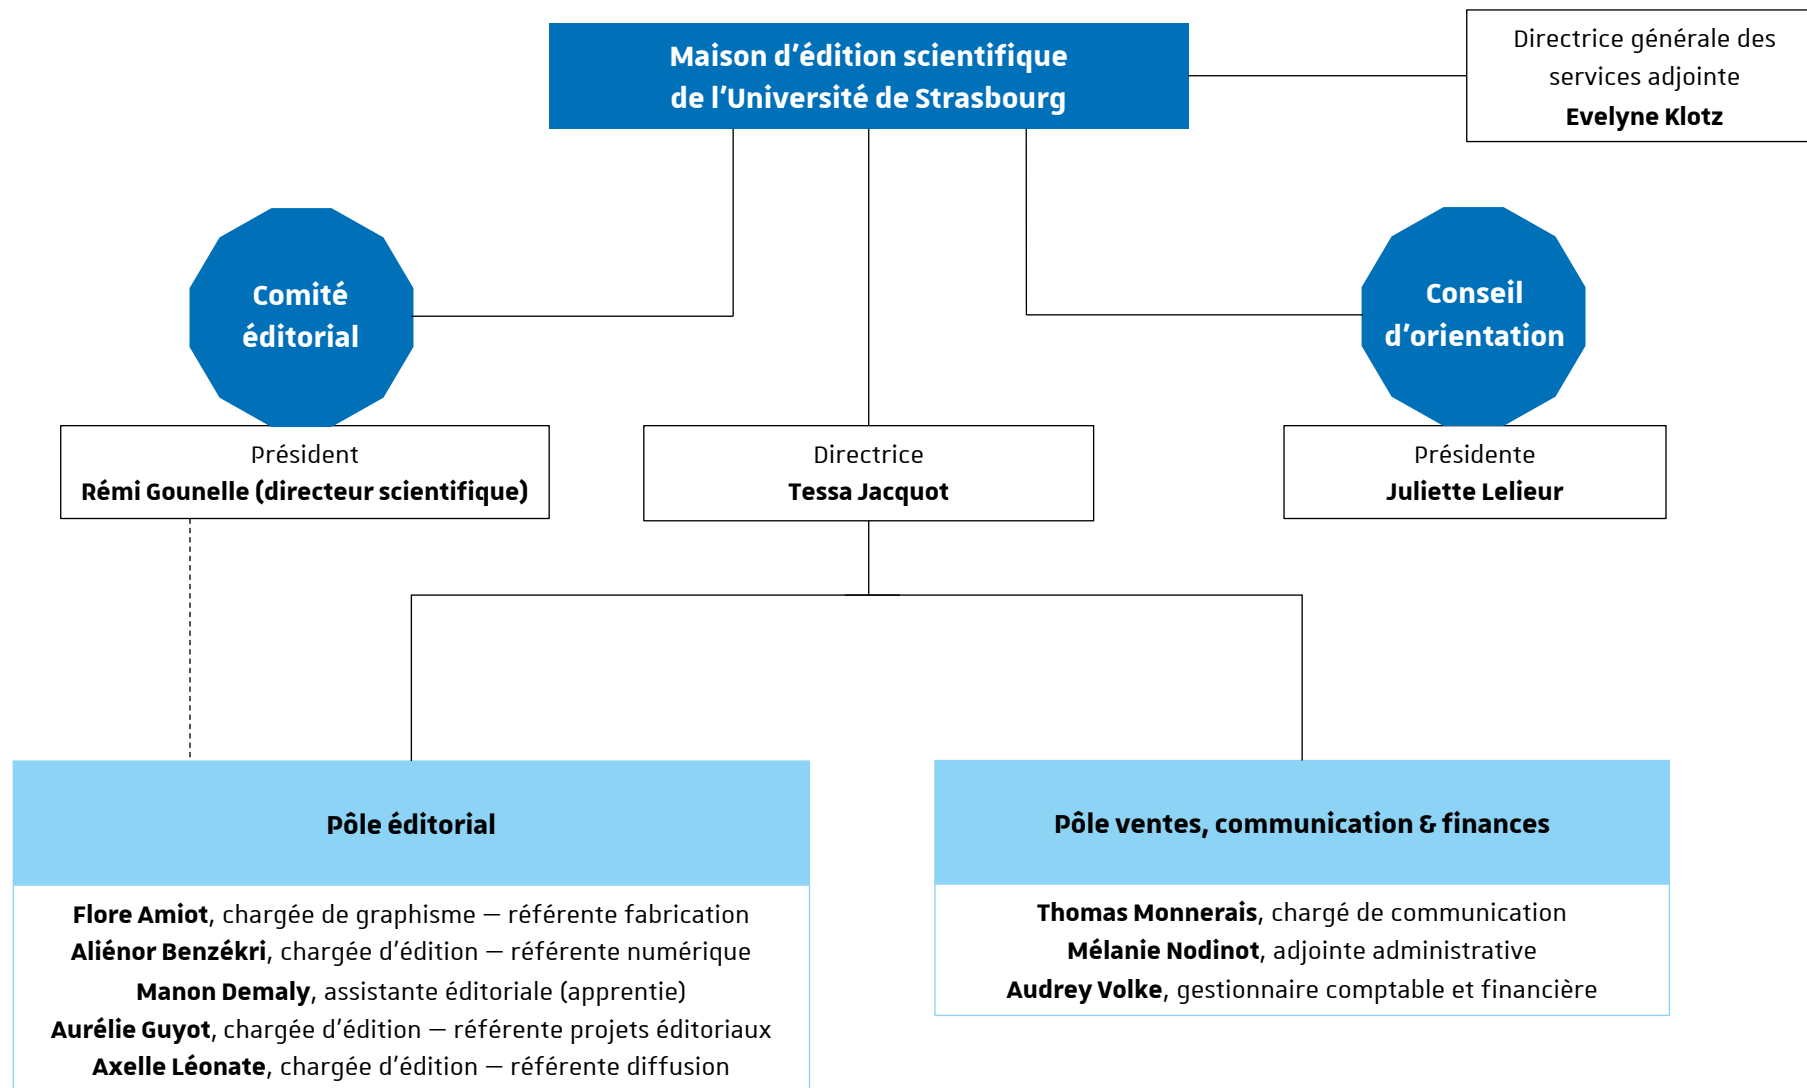 Maison d'édition scientifique
de l'Université de Strasbourg
Directrice générale des
services adjointe
Evelyne Klotz
Comité
éditorial
Conseil
d'orientation
Président
Rémi Gounelle (directeur scientifique)
Directrice
Tessa Jacquot
Présidente
Juliette Lelieur
Pôle éditorial
Flore Amiot, chargée de graphisme — référente fabrication
Aliénor Benzékri, chargée d'édition — référente numérique
Manon Demaly, assistante éditoriale (apprentie)
Aurélie Guyot, chargée d'édition — référente projets éditoriaux
Axelle Léonate, chargée d'édition — référente diffusion
Pôle ventes, communication & finances
Thomas Monnerais, chargé de communication
Mélanie Nodinot, adjointe administrative
Audrey Volke, gestionnaire comptable et financière